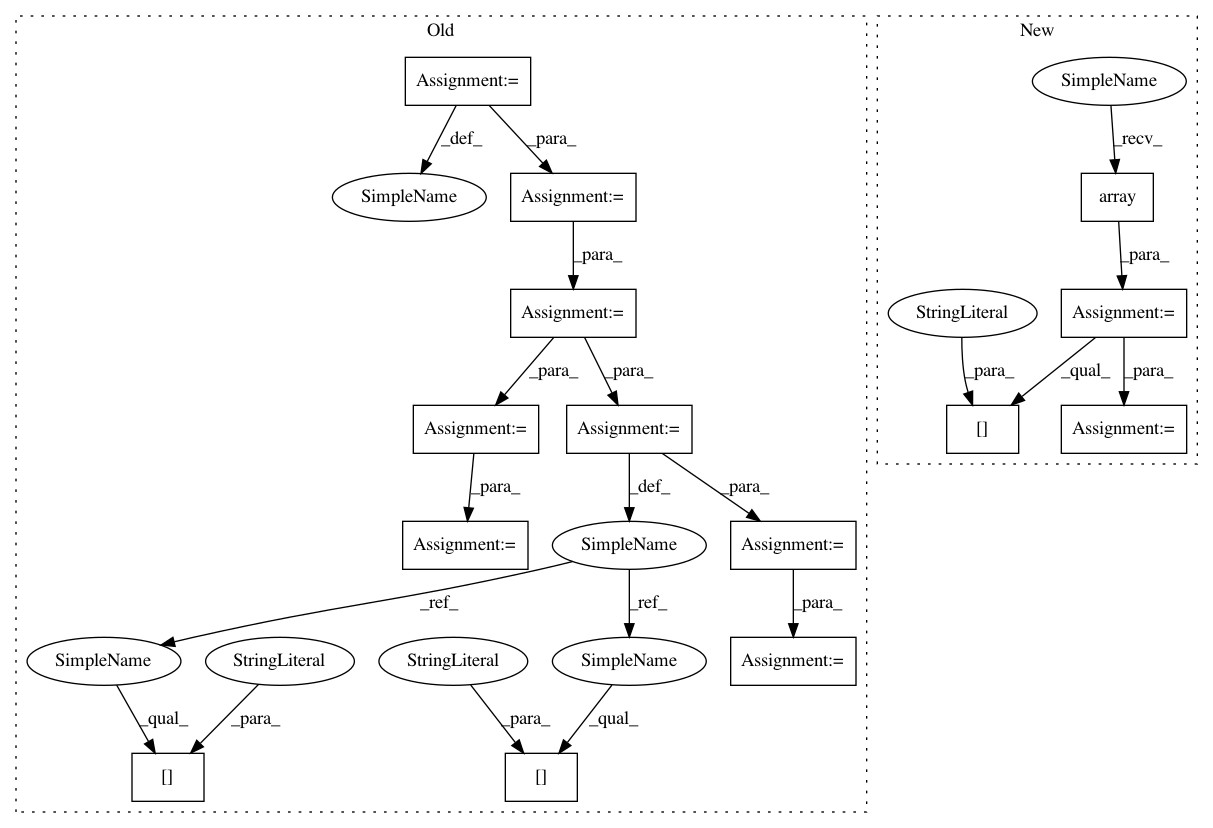 Old
New
Assignment:=
SimpleName
_def_
_para_
_recv_
SimpleName
Assignment:=
array
_para_
_para_
Assignment:=
StringLiteral
Assignment:=
_para_
_para_
_para_
_qual_
_para_
Assignment:=
Assignment:=
[]
Assignment:=
_para_
_def_
_para_
Assignment:=
SimpleName
Assignment:=
_ref_
_ref_
_para_
SimpleName
StringLiteral
StringLiteral
SimpleName
Assignment:=
_qual_
_para_
_para_
_qual_
[]
[]